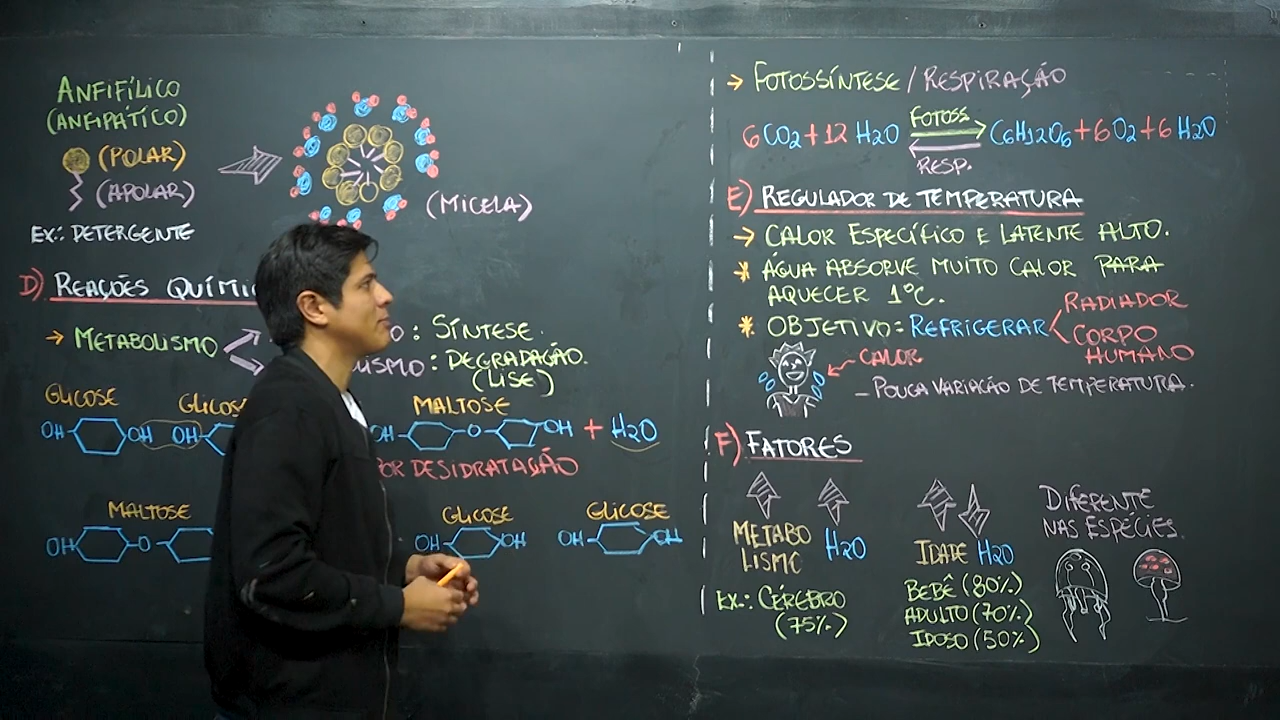 ANFIFÍLICO
(ANFIPÁTICO)
(POLAR)
(APOLAR)
(MICELA)
EX.: DETERGENTE
D) REAÇÕES
→ METABOLISMO
O: SÍNTESE.
LISMO: DEGRADAÇÃO.
(LISE)
GLICOSE
MALTOSE
OH OH OH
OH O OH + H2O
POR DESIDRATAÇÃO
MALTOSE GLICOSE GLICOSE
OH O OH OH OH OH
→ FOTOSSÍNTESE / RESPIRAÇÃO
FOTOSS
6 CO2 + 12 H2O C6H12O6 + 6 O2 + 6 H2O
RESP.
E) REGULADOR DE TEMPERATURA
→ CALOR ESPECÍFICO E LATENTE ALTO.
* ÁGUA ABSORVE MUITO CALOR PARA
AQUECER 1°C.
* OBJETIVO: REFRIGERAR
RADIADOR
CORPO
HUMANO
CALOR
- POUCA VARIAÇÃO DE TEMPERATURA.
F) FATORES
METABO
LISMO H2O
EX.: CÉREBRO
(75%)
IDADE H2O
BEBÊ (80%)
ADULTO (70%)
IDOSO (50%)
DIFERENTE
NAS ESPÉCIES.